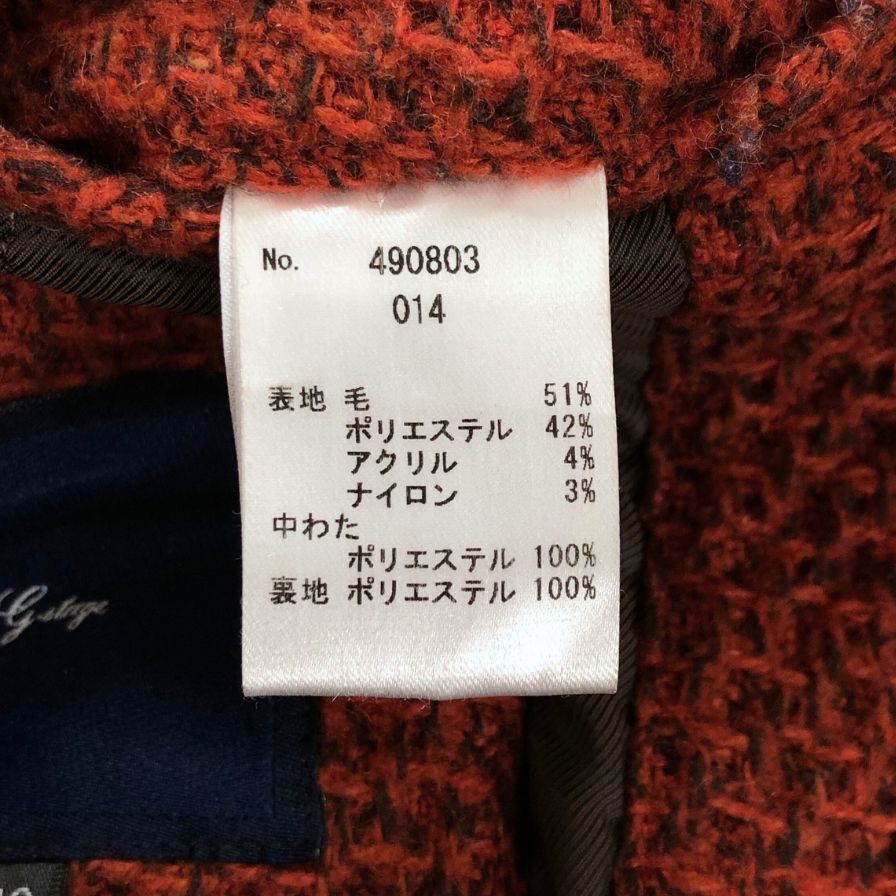 No. 490803
014
表地 毛 51%
ポリエステル 42%
アクリル 4%
ナイロン 3%
中わた
ポリエステル 100%
裏地 ポリエステル 100%
G-stage